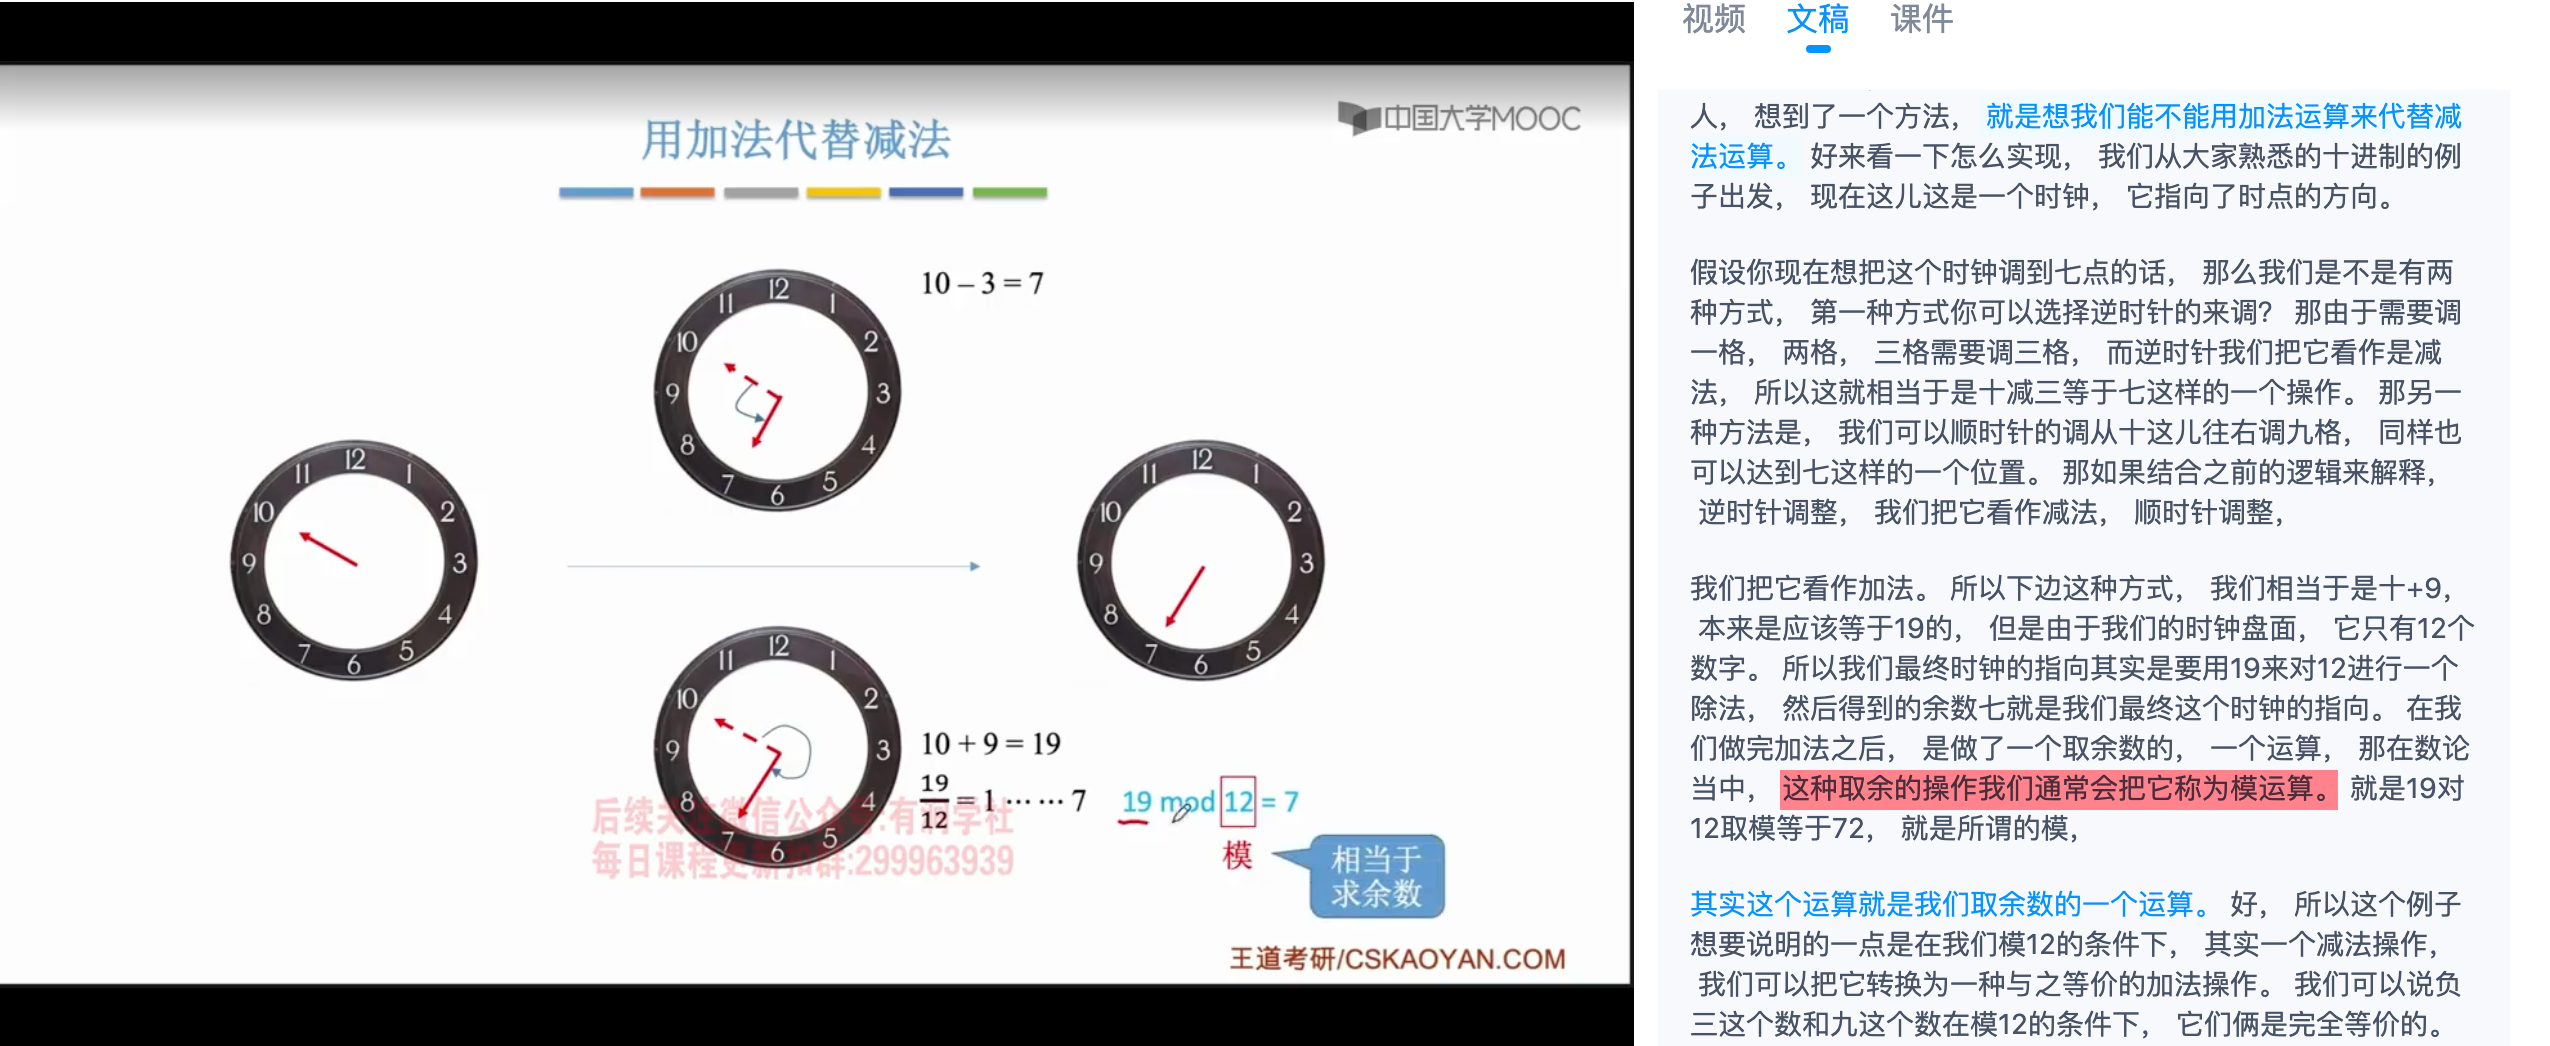 用加法代替减法
中国大学MOOC
10 – 3 = 7
12
1
2
3
4
5
6
7
8
9
10
11
12
1
2
3
4
5
6
7
8
9
10
11
12
1
2
3
4
5
6
7
8
9
10
11
12
1
2
3
4
5
6
7
8
9
10
11
10 + 9 = 19
19
12
= 1 ⋯⋯ 7
19 mod 12 = 7
模
相当于
求余数
后续关注微信公众号:有润学社
每日课程更新扣群:299963939
王道考研/CSKAOYAN.COM
视频 文稿 课件
人， 想到了一个方法， 就是想我们能不能用加法运算来代替减
法运算。 好来看一下怎么实现， 我们从大家熟悉的十进制的例
子出发， 现在这儿这是一个时钟， 它指向了时点的方向。
假设你现在想把这个时钟调到七点的话， 那么我们是不是有两
种方式， 第一种方式你可以选择逆时针的来调? 那由于需要调
一格， 两格， 三格需要调三格， 而逆时针我们把它看作是减
法， 所以这就相当于是十减三等于七这样的一个操作。 那另一
种方法是， 我们可以顺时针的调从十这儿往右调九格， 同样也
可以达到七这样的一个位置。 那如果结合之前的逻辑来解释，
逆时针调整， 我们把它看作减法， 顺时针调整，
我们把它看作加法。 所以下边这种方式， 我们相当于是十+9，
本来是应该等于19的， 但是由于我们的时钟盘面， 它只有12个
数字。 所以我们最终时钟的指向其实是要用19来对12进行一个
除法， 然后得到的余数七就是我们最终这个时钟的指向。 在我
们做完加法之后， 是做了一个取余数的， 一个运算， 那在数论
当中， 这种取余的操作我们通常会把它称为模运算。 就是19对
12取模等于72， 就是所谓的模，
其实这个运算就是我们取余数的一个运算。 好， 所以这个例子
想要说明的一点是在我们模12的条件下， 其实一个减法操作，
我们可以把它转换为一种与之等价的加法操作。 我们可以说负
三这个数和九这个数在模12的条件下， 它们俩是完全等价的。